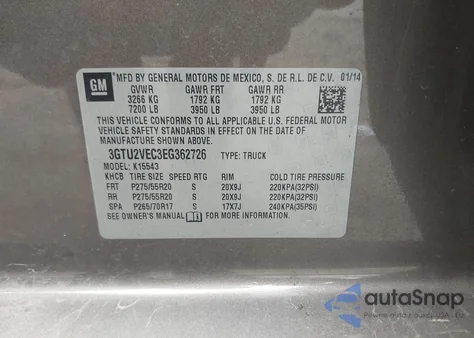 GM
MFD BY GENERAL MOTORS DE MEXICO, S. DE R.L. DE C.V. 01/14
GVWR GAWR FRT GAWR RR
3266 KG 1792 KG 1792 KG
7200 LB 3950 LB 3950 LB
THIS VEHICLE CONFORMS TO ALL APPLICABLE U.S. FEDERAL MOTOR
VEHICLE SAFETY STANDARDS IN EFFECT ON THE DATE OF
MANUFACTURE SHOWN ABOVE.
3GTU2VEC3EG362726 TYPE: TRUCK
MODEL: K15543
KHCB TIRE SIZE SPEED RTG RIM COLD TIRE PRESSURE
FRT P275/55R20 S 20X9J 220KPA(32PSI)
RR P275/55R20 S 20X9J 220KPA(32PSI)
SPA P265/70R17 S 17X7J 240KPA(35PSI)
SEE OWNER'S MANUAL i FOR MORE INFORMATION.
autoSnap